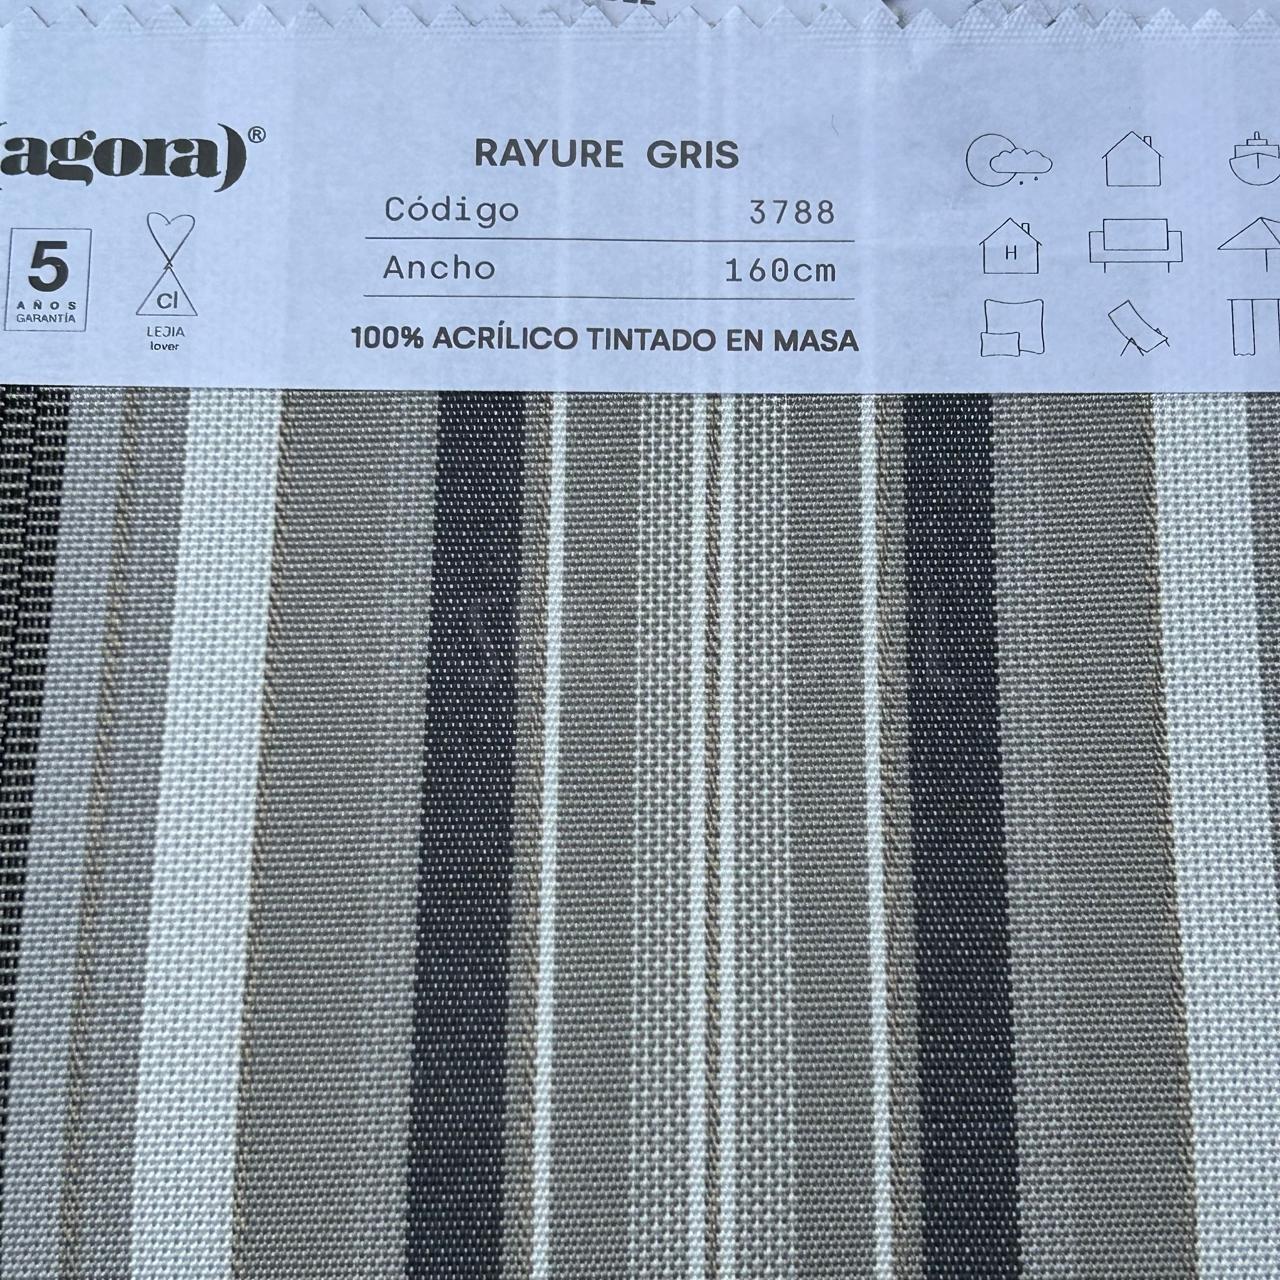 (agora)®
RAYURE GRIS
Código 3788
Ancho 160cm
100% ACRÍLICO TINTADO EN MASA
5
AÑOS
GARANTÍA
Cl
LEJIA
lover
H